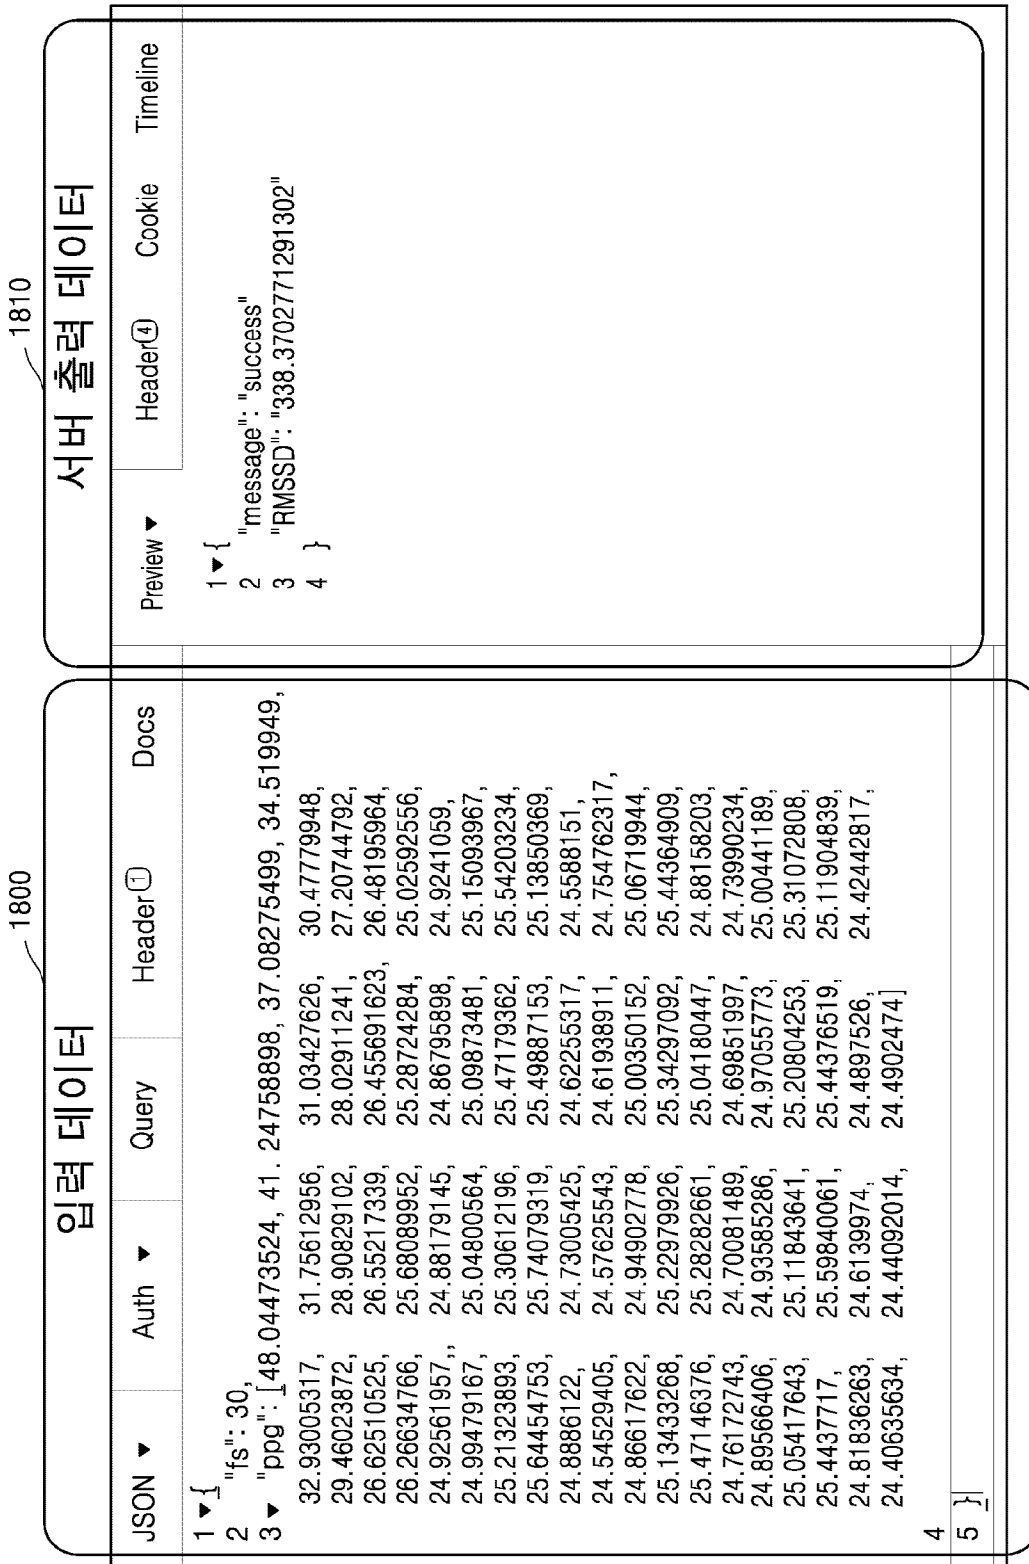 1800
입력 데이터
JSON ▼ Auth ▼ Query Header ① Docs
1 ▼ {
2 "fs": 30,
3 ▼ "ppg": [48.04473524, 41. 24758898, 37.08275499, 34.519949,
32.93005317, 31.75612956, 31.03427626, 30.47779948,
29.46023872, 28.90829102, 28.02911241, 27.20744792,
26.62510525, 26.55217339, 26.455691623, 26.48195964,
26.26634766, 25.68089952, 25.28724284, 25.02592556,
24.92561957,, 24.88179145, 24.86795898, 24.9241059,
24.99479167, 25.04800564, 25.09873481, 25.15093967,
25.21323893, 25.30612196, 25.47179362, 25.54203234,
25.64454753, 25.74079319, 25.49887153, 25.13850369,
24.8886122, 24.73005425, 24.62255317, 24.5588151,
24.54529405, 24.57625543, 24.61938911, 24.754762317,
24.86617622, 24.94902778, 25.00350152, 25.06719944,
25.13433268, 25.22979926, 25.34297092, 25.44364909,
25.47146376, 25.28282661, 25.04180447, 24.88158203,
24.76172743, 24.70081489, 24.69851997, 24.73990234,
24.89566406, 24.93585286, 24.97055773, 25.00441189,
25.05417643, 25.11843641, 25.20804253, 25.31072808,
25.4437717, 25.59840061, 25.44376519, 25.11904839,
24.81836263, 24.6139974, 24.4897526, 24.42442817,
24.40635634, 24.44092014, 24.4902474]
4
5 }
1810
서버 출력 데이터
Preview ▼ Header④ Cookie Timeline
1 ▼ {
2 "message": "success"
3 "RMSSD": "338.3702771291302"
4 }